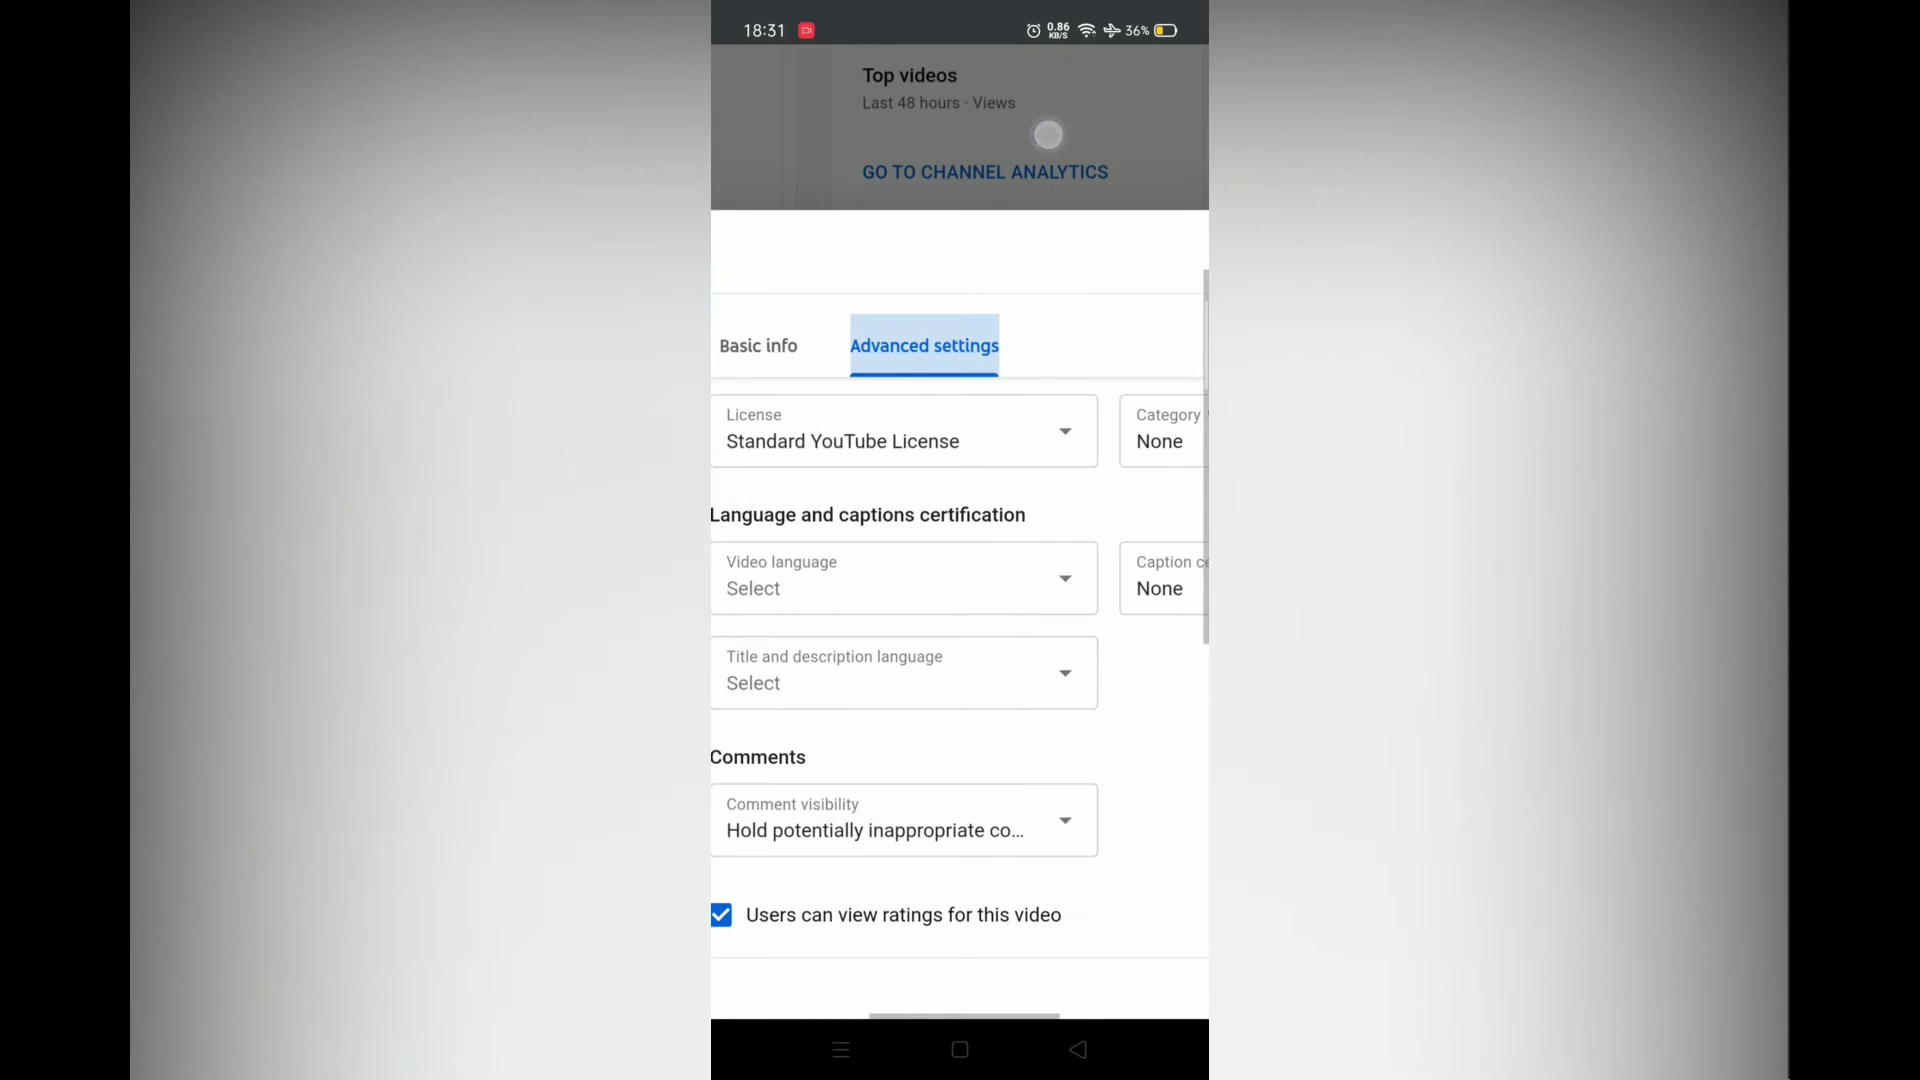 18:31
0.86
KB/S
36%
Top videos
Last 48 hours · Views
GO TO CHANNEL ANALYTICS
Basic info
Advanced settings
License
Category
Standard YouTube License
None
Language and captions certification
Video language
Caption ce
Select
None
Title and description language
Select
Comments
Comment visibility
Hold potentially inappropriate co...
Users can view ratings for this video